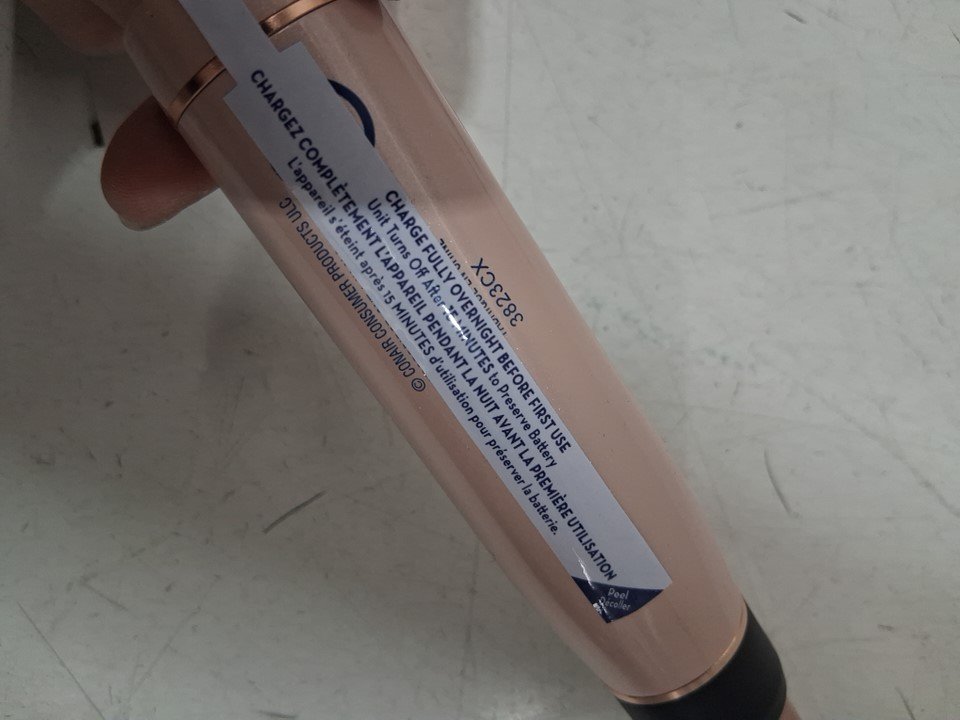 CHARGE FULLY OVERNIGHT BEFORE FIRST USE
Unit Turns Off After 15 MINUTES to Preserve Battery
CHARGEZ COMPLÈTEMENT L'APPAREIL PENDANT LA NUIT AVANT LA PREMIÈRE UTILISATION
L'appareil s'éteint après 15 MINUTES d'utilisation pour préserver la batterie.
Peel
Décoller
© CONAIR CONSUMER PRODUCTS ULC
EN CHINE
3823CX